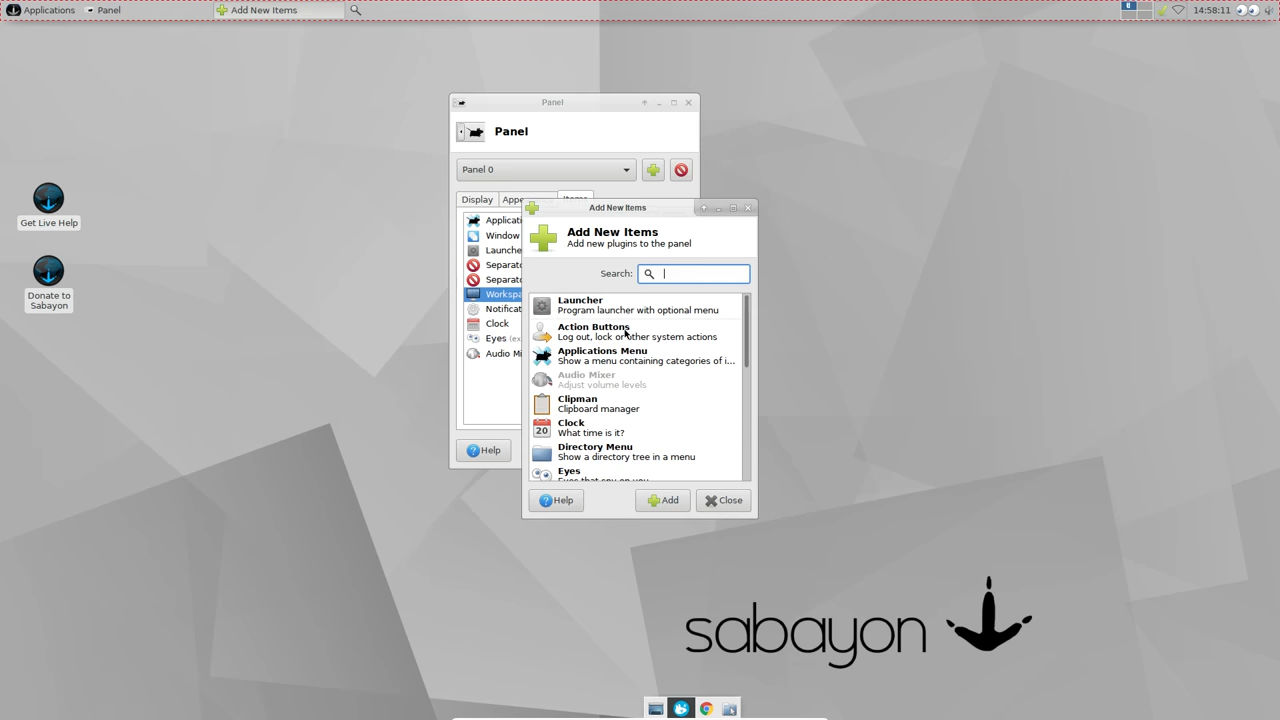 Applications
Panel
Add New Items
14:58:11
Panel
Panel
Panel 0
Display
Get Live Help
Donate to
Sabayon
Window
Clock
Eyes
Help
Add New Items
Add New Items
Add new plugins to the panel
Search:
Launcher
Program launcher with optional menu
Action Buttons
Log out, lock or other system actions
Applications Menu
Show a menu containing categories of i...
Audio Mixer
Adjust volume levels
Clipman
Clipboard manager
20
Clock
What time is it?
Directory Menu
Show a directory tree in a menu
Eyes
Help
Add
Close
sabayon